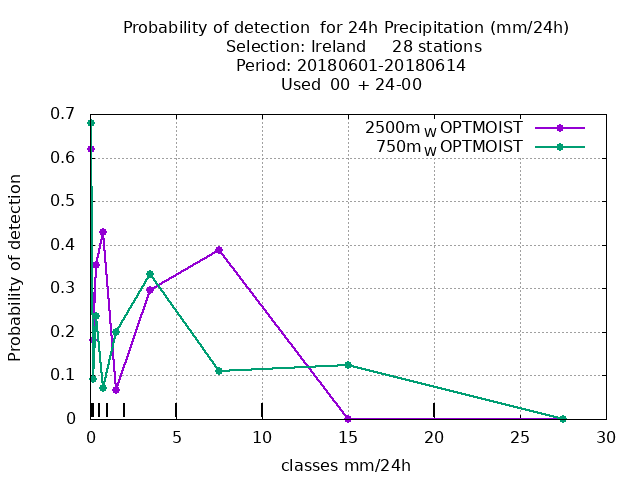 Probability of detection  for 24h Precipitation (mm/24h)
Selection: Ireland     28 stations
Period: 20180601-20180614
Used  00 + 24-00
2500m W OPTMOIST
750m W OPTMOIST
Probability of detection
0.7
0.6
0.5
0.4
0.3
0.2
0.1
0
0 5 10 15 20 25 30
classes mm/24h